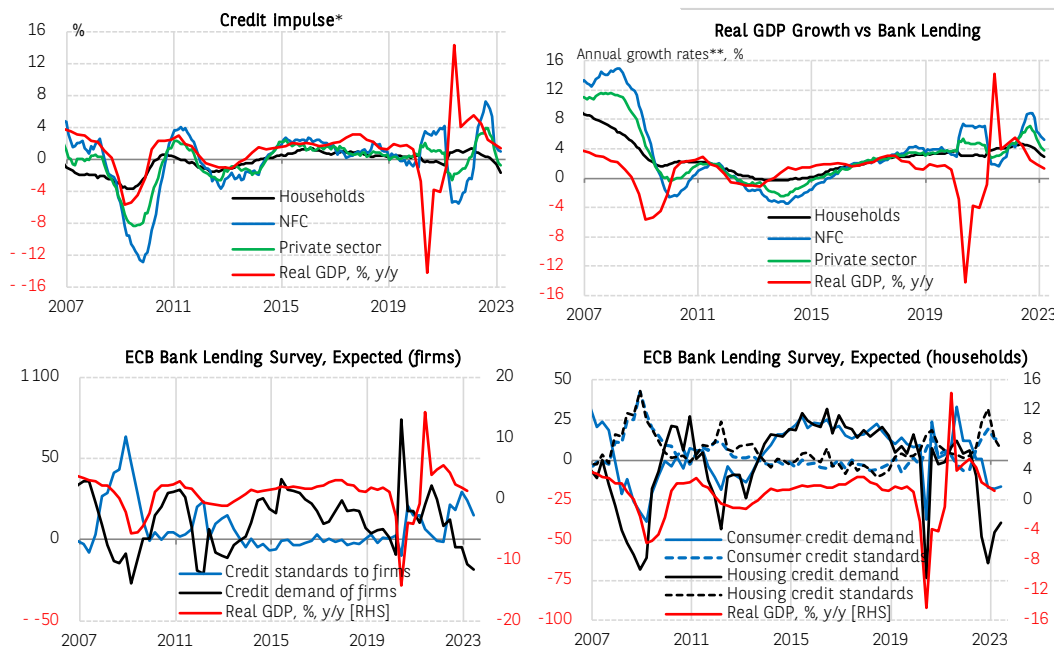 Credit Impulse*
%
16
12
8
4
0
-4
-8
- -12
- -16
Households
NFC
Private sector
Real GDP, %, y/y
2007 2011 2015 2019 2023
Real GDP Growth vs Bank Lending
Annual growth rates**, %
16
12
8
4
0
-4
-8
-12
-16
Households
NFC
Private sector
Real GDP, %, y/y
2007 2011 2015 2019 2023
ECB Bank Lending Survey, Expected (firms)
1100
50
0
- -50
20
10
0
-10
-20
Credit standards to firms
Credit demand of firms
Real GDP, %, y/y [RHS]
2007 2011 2015 2019 2023
ECB Bank Lending Survey, Expected (households)
50
25
0
-25
-50
-75
-100
16
12
8
4
0
-4
-8
-12
-16
Consumer credit demand
Consumer credit standards
Housing credit demand
Housing credit standards
Real GDP, %, y/y [RHS]
2007 2011 2015 2019 2023